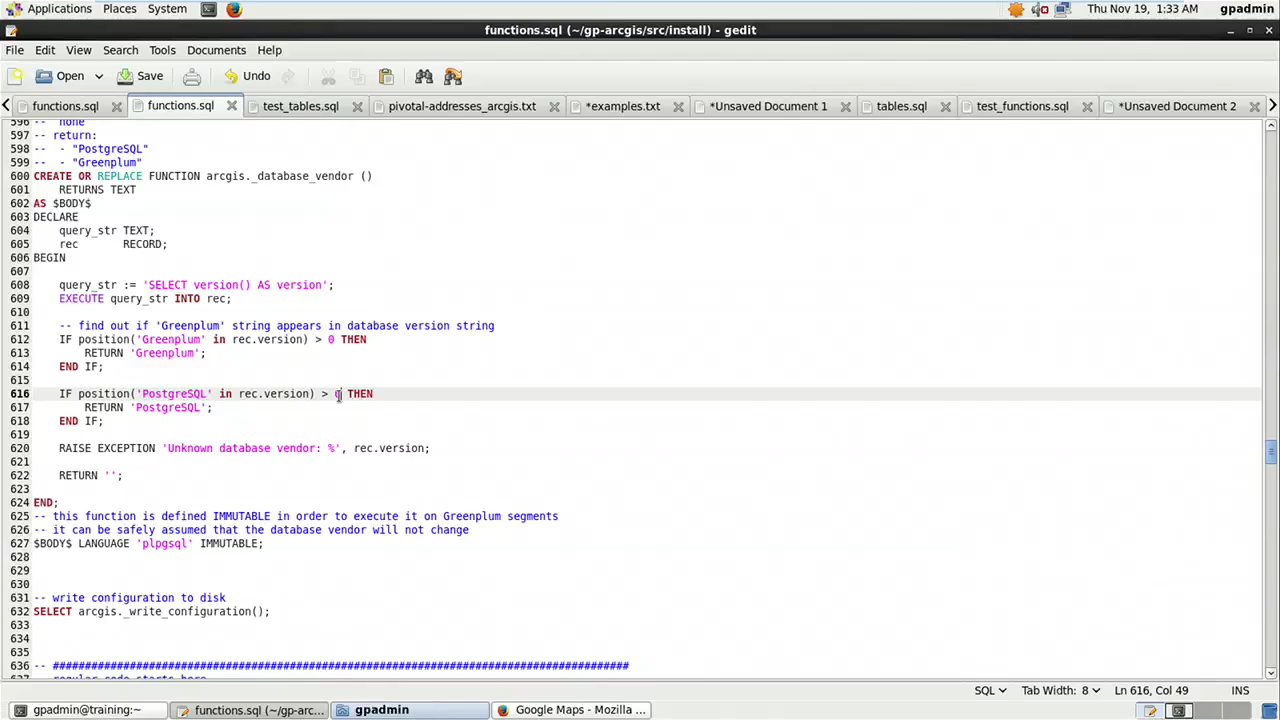 Applications Places System Thu Nov 19, 1:33 AM gpadmin
functions.sql (~/gp-arcgis/src/install) - gedit
File Edit View Search Tools Documents Help
Open Save Undo
functions.sql functions.sql test_tables.sql pivotal-addresses_arcgis.txt *examples.txt *Unsaved Document 1 tables.sql test_functions.sql *Unsaved Document 2
596 -- none
597 -- return:
598 --  - "PostgreSQL"
599 --  - "Greenplum"
600 CREATE OR REPLACE FUNCTION arcgis._database_vendor ()
601     RETURNS TEXT
602 AS $BODY$
603 DECLARE
604     query_str TEXT;
605     rec       RECORD;
606 BEGIN
607
608     query_str := 'SELECT version() AS version';
609     EXECUTE query_str INTO rec;
610
611     -- find out if 'Greenplum' string appears in database version string
612     IF position('Greenplum' in rec.version) > 0 THEN
613         RETURN 'Greenplum';
614     END IF;
615
616     IF position('PostgreSQL' in rec.version) > 0 THEN
617         RETURN 'PostgreSQL';
618     END IF;
619
620     RAISE EXCEPTION 'Unknown database vendor: %', rec.version;
621
622     RETURN '';
623
624 END;
625 -- this function is defined IMMUTABLE in order to execute it on Greenplum segments
626 -- it can be safely assumed that the database vendor will not change
627 $BODY$ LANGUAGE 'plpgsql' IMMUTABLE;
628
629
630
631 -- write configuration to disk
632 SELECT arcgis._write_configuration();
633
634
635
636 -- ##########################################################################################
637 -- regular code starts here
SQL Tab Width: 8 Ln 616, Col 49 INS
gpadmin@training:~ functions.sql (~/gp-arc... gpadmin Google Maps - Mozilla ...